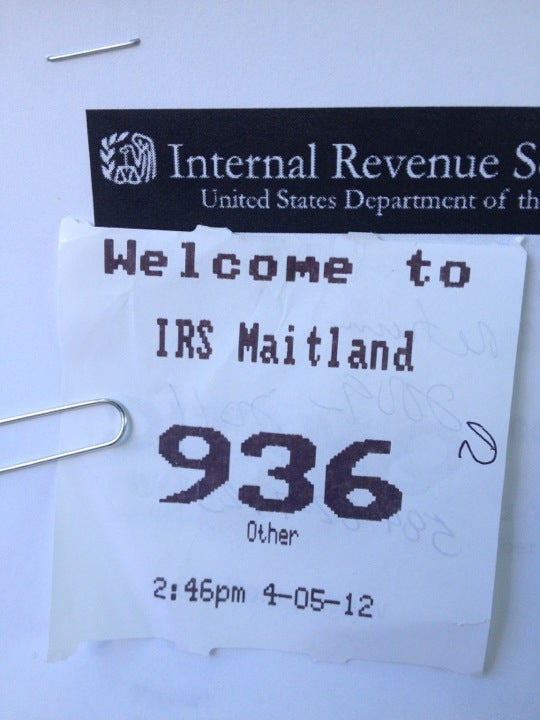 Internal Revenue S
United States Department of th
Welcome to
IRS Maitland
936
Other
2:46pm 4-05-12